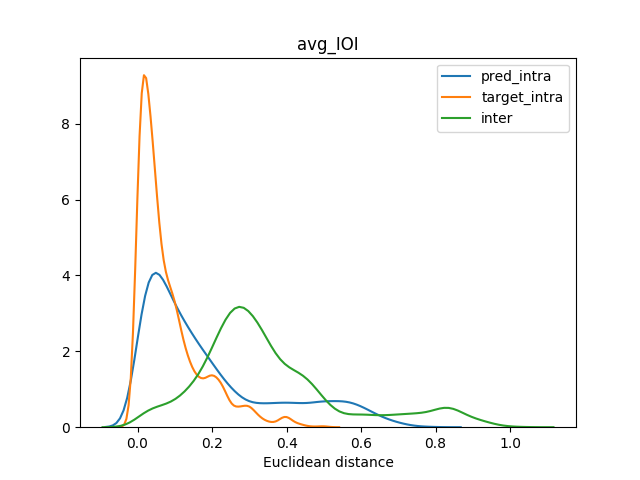 avg_IOI
pred_intra
target_intra
inter
8
6
4
2
0
0.0 0.2 0.4 0.6 0.8 1.0
Euclidean distance